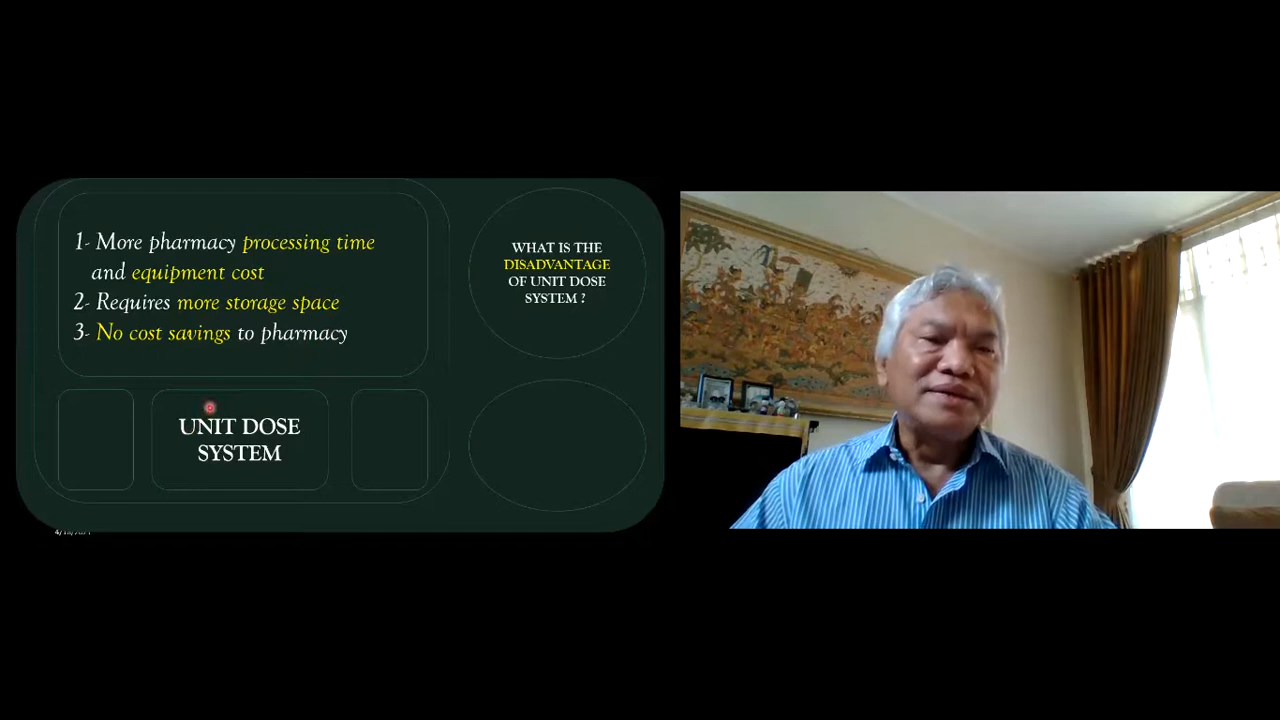 1- More pharmacy processing time
and equipment cost
2- Requires more storage space
3- No cost savings to pharmacy
WHAT IS THE
DISADVANTAGE
OF UNIT DOSE
SYSTEM ?
UNIT DOSE
SYSTEM